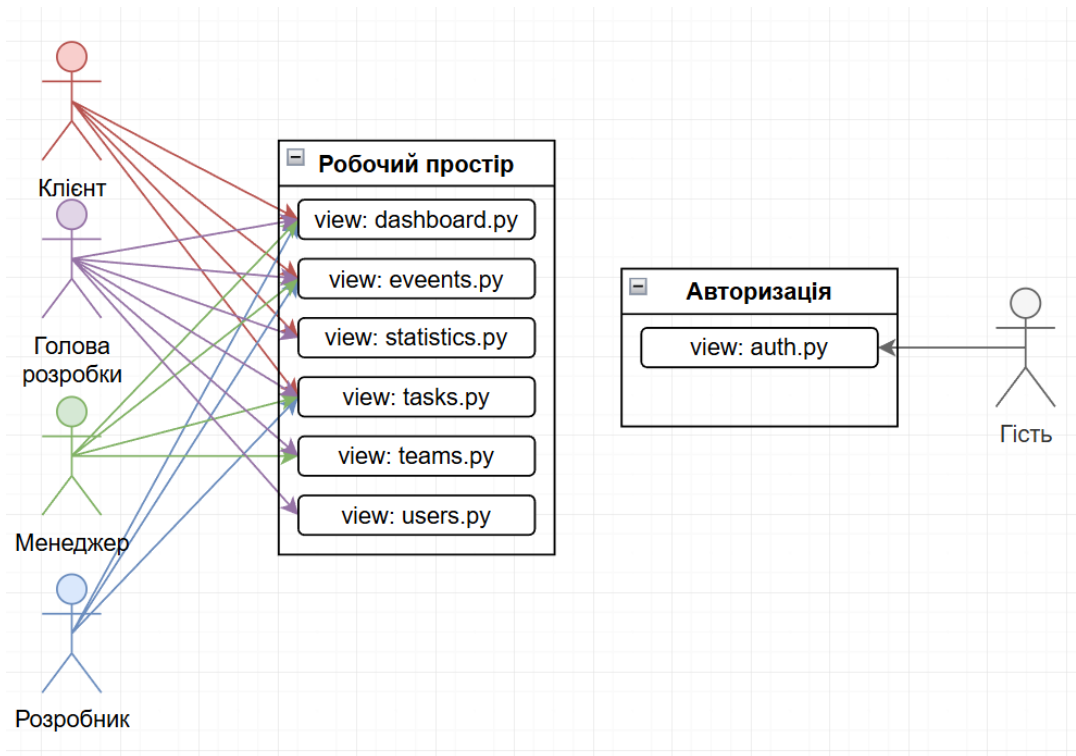 Клієнт
Голова
розробки
Менеджер
Розробник
Робочий простір
view: dashboard.py
view: eveents.py
view: statistics.py
view: tasks.py
view: teams.py
view: users.py
Авторизація
view: auth.py
Гість